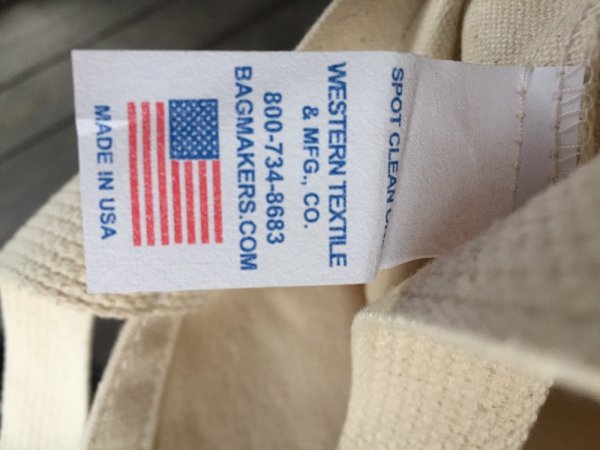 SPOT CLEAN
WESTERN TEXTILE
& MFG., CO.
800-734-8683
BAGMAKERS.COM
MADE IN USA